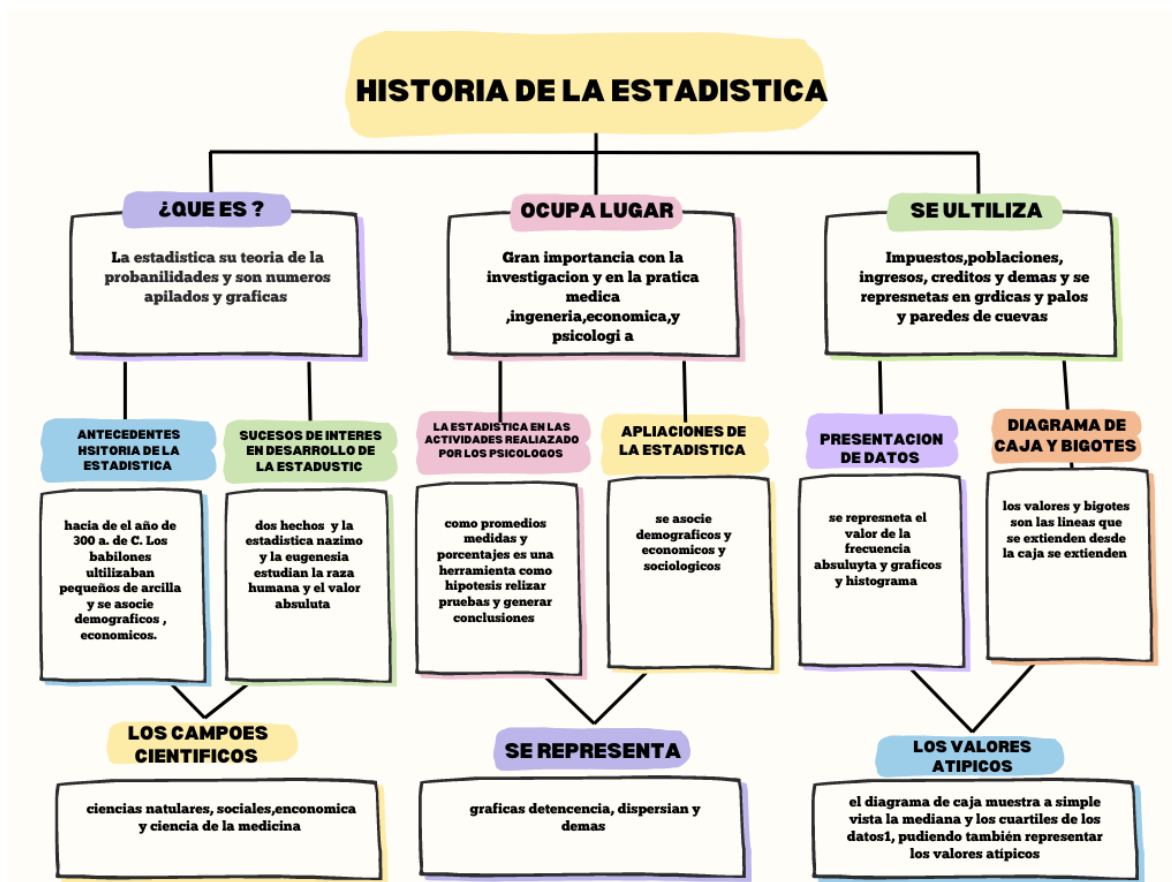 HISTORIA DE LA ESTADISTICA
¿QUE ES ?
La estadistica su teoria de la
probanilidades y son numeros
apilados y graficas
OCUPA LUGAR
Gran importancia con la
investigacion y en la pratica
medica
,ingeneria,economica,y
psicologi a
SE ULTILIZA
Impuestos,poblaciones,
ingresos, creditos y demas y se
represnetas en grdicas y palos
y paredes de cuevas
ANTECEDENTES
HSITORIA DE LA
ESTADISTICA
hacia de el año de
300 a. de C. Los
babilones
ultilizaban
pequeños de arcilla
y se asocie
demograficos ,
economicos.
SUCESOS DE INTERES
EN DESARROLLO DE
LA ESTADUSTIC
dos hechos y la
estadistica nazimo
y la eugenesia
estudian la raza
humana y el valor
absuluta
LA ESTADISTICA EN LAS
ACTIVIDADES REALIAZADO
POR LOS PSICOLOGOS
como promedios
medidas y
porcentajes es una
herramienta como
hipotesis relizar
pruebas y generar
conclusiones
APLIACIONES DE
LA ESTADISTICA
se asocie
demograficos y
economicos y
sociologicos
PRESENTACION
DE DATOS
se represneta el
valor de la
frecuencia
absuluyta y graficos
y histograma
DIAGRAMA DE
CAJA Y BIGOTES
los valores y bigotes
son las lineas que
se extienden desde
la caja se extienden
LOS CAMPOES
CIENTIFICOS
ciencias natulares, sociales,enconomica
y ciencia de la medicina
SE REPRESENTA
graficas detencencia, dispersian y
demas
LOS VALORES
ATIPICOS
el diagrama de caja muestra a simple
vista la mediana y los cuartiles de los
datos1, pudiendo también representar
los valores atípicos